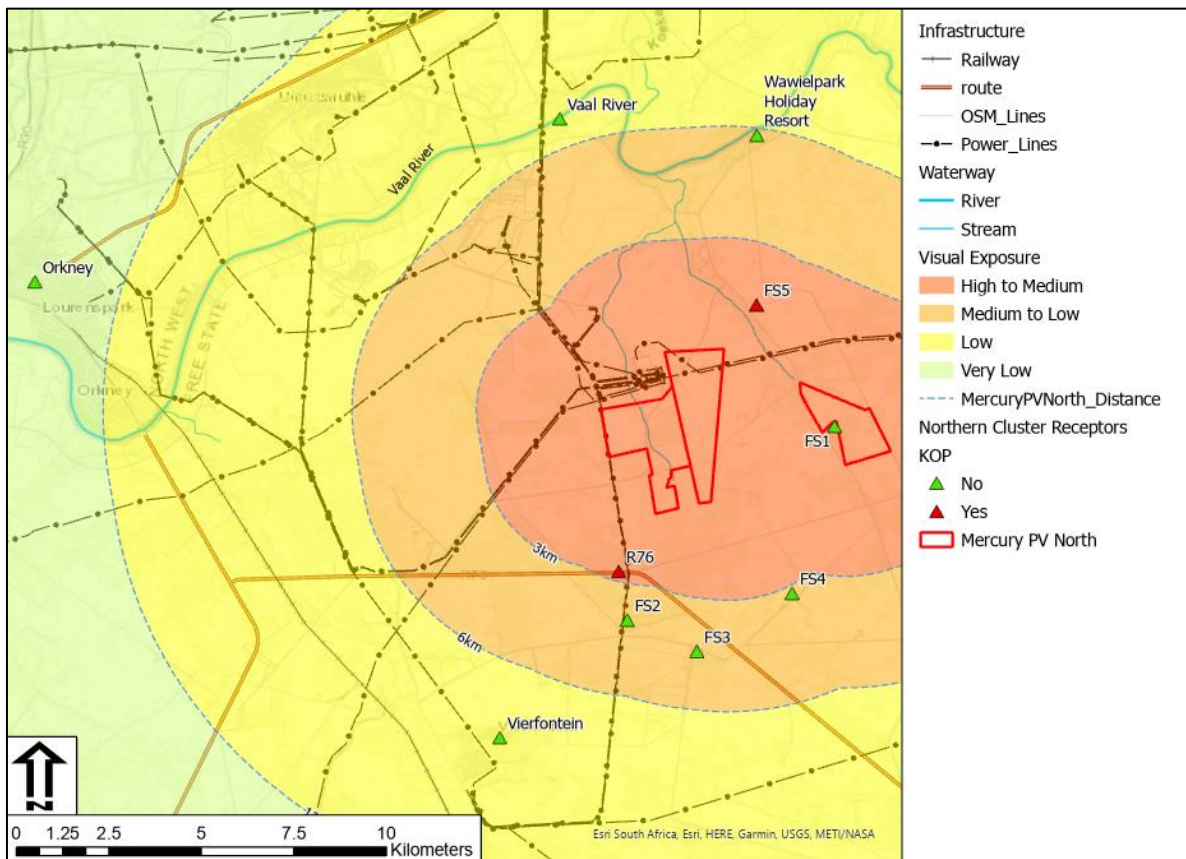 Vaal River
Wawielpark
Holiday
Resort
Vaal River
Orkney
Lourenspark
NORTH WEST
FREE STATE
Orkney
FS5
FS1
3km
R76
FS4
FS2
FS3
6km
Vierfontein
N
0 1.25 2.5 5 7.5 10
Kilometers
Esri South Africa, Esri, HERE, Garmin, USGS, METI/NASA
Infrastructure
Railway
route
OSM_Lines
Power_Lines
Waterway
River
Stream
Visual Exposure
High to Medium
Medium to Low
Low
Very Low
MercuryPVNorth_Distance
Northern Cluster Receptors
KOP
No
Yes
Mercury PV North